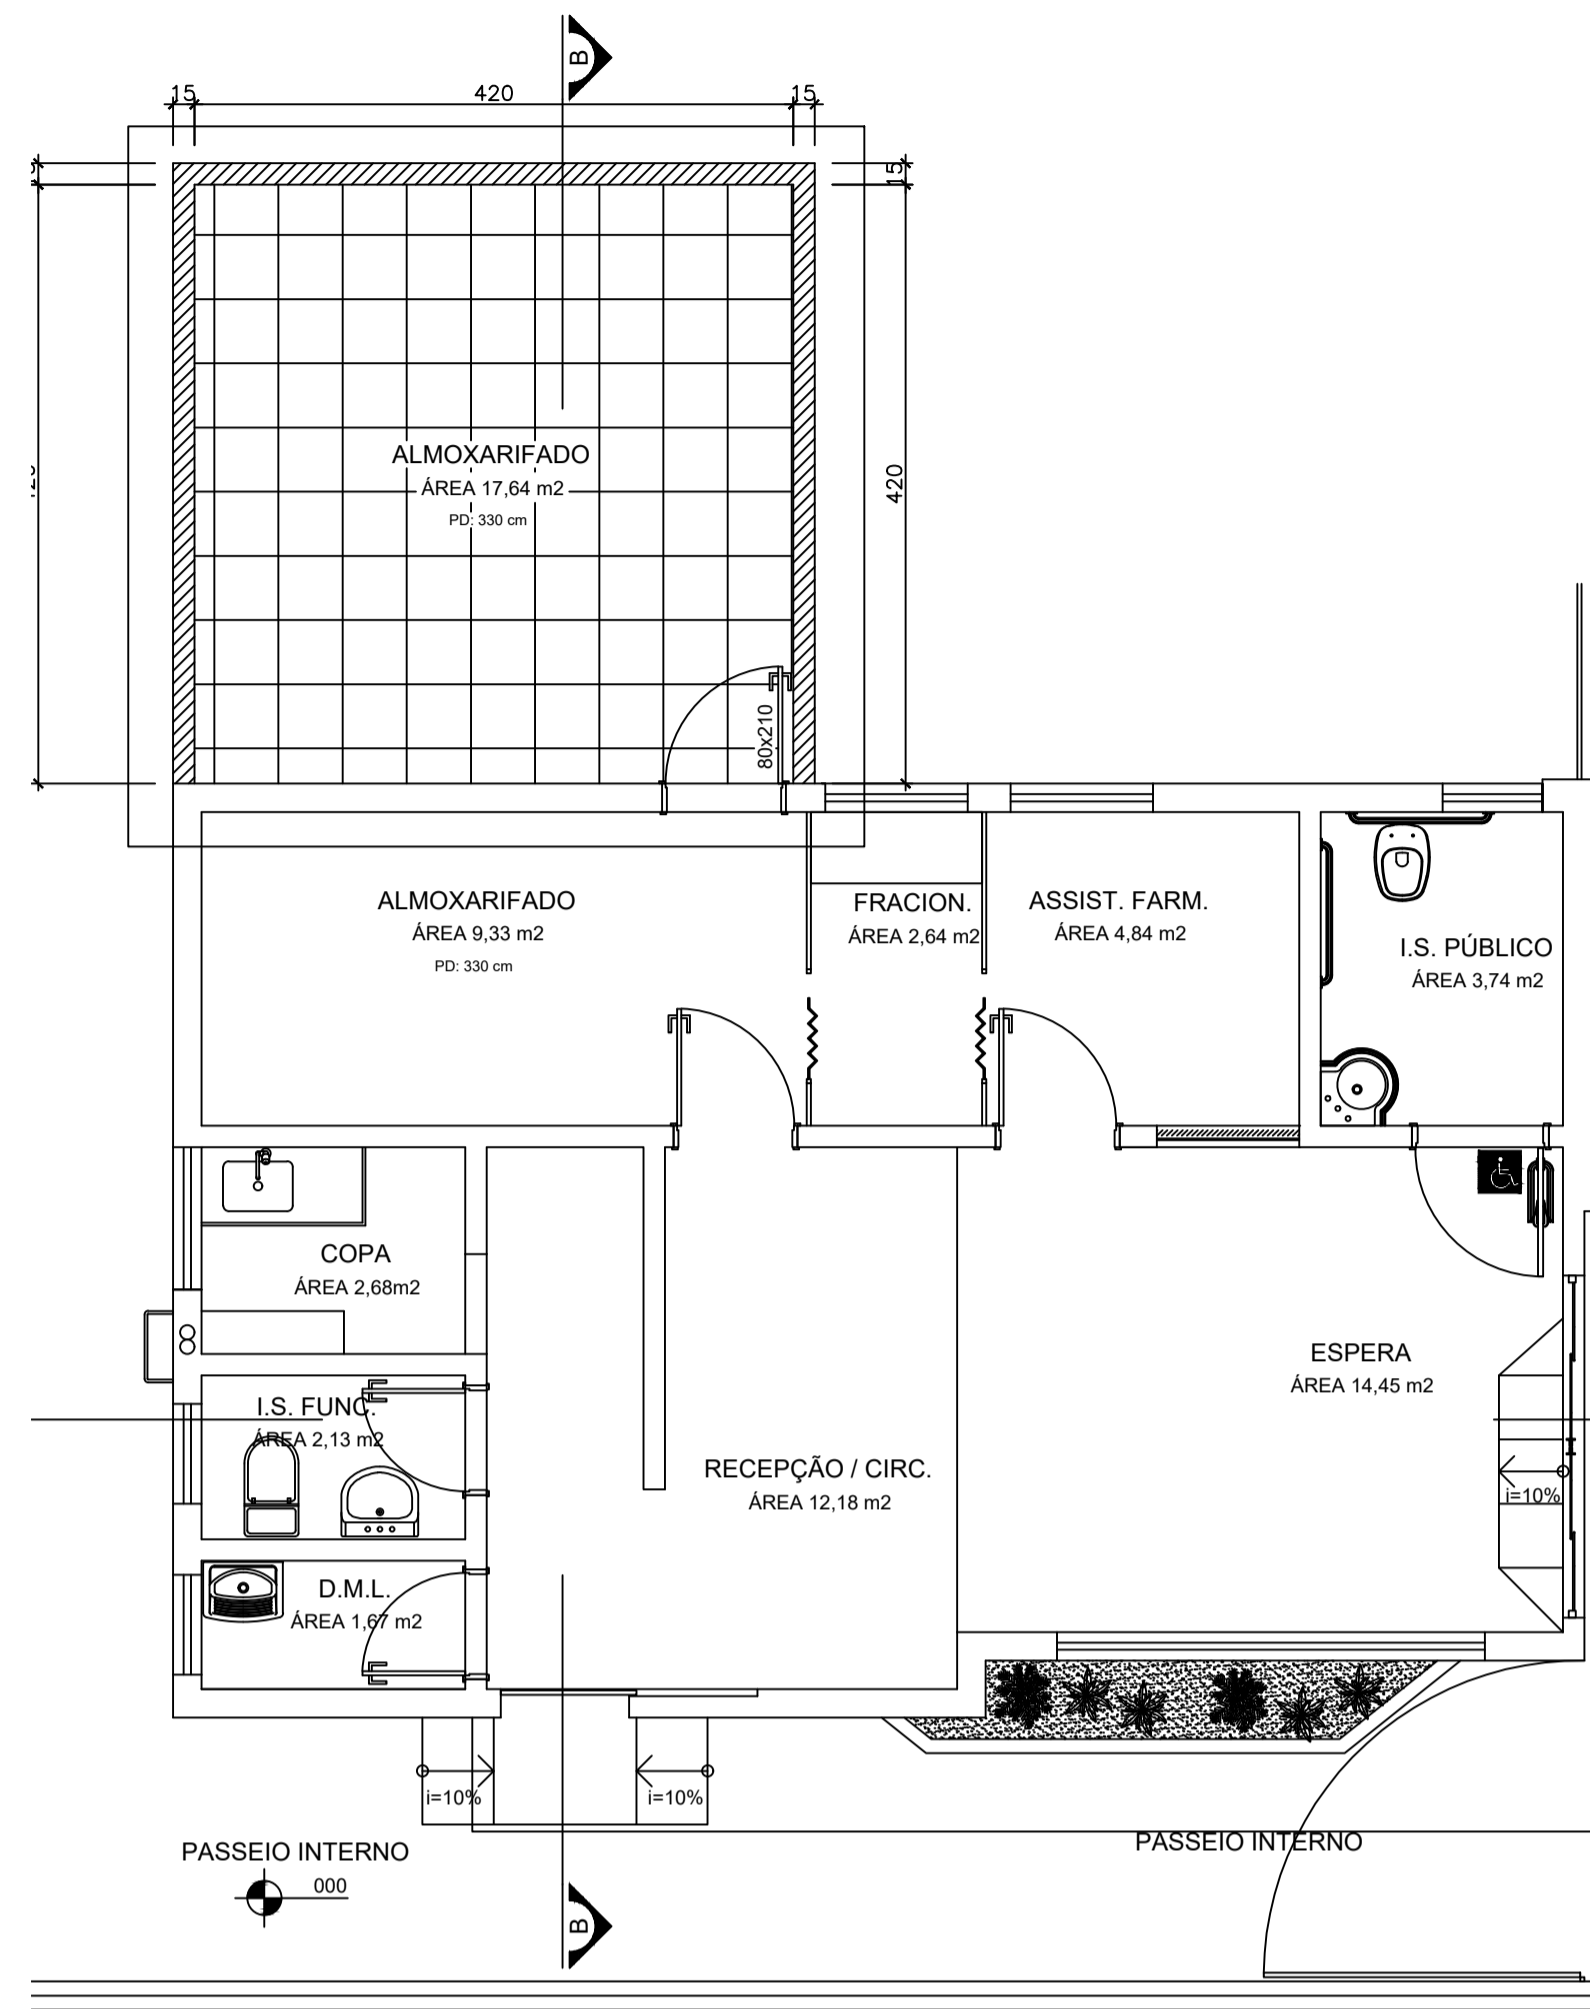 B
15
420
15
15
420
ALMOXARIFADO
ÁREA 17,64 m2
PD: 330 cm
80x210
ALMOXARIFADO
ÁREA 9,33 m2
PD: 330 cm
FRACION.
ÁREA 2,64 m2
ASSIST. FARM.
ÁREA 4,84 m2
I.S. PÚBLICO
ÁREA 3,74 m2
COPA
ÁREA 2,68m2
ESPERA
ÁREA 14,45 m2
I.S. FUNC.
ÁREA 2,13 m2
RECEPÇÃO / CIRC.
ÁREA 12,18 m2
i=10%
D.M.L.
ÁREA 1,67 m2
i=10%
i=10%
PASSEIO INTERNO
000
PASSEIO INTERNO
B